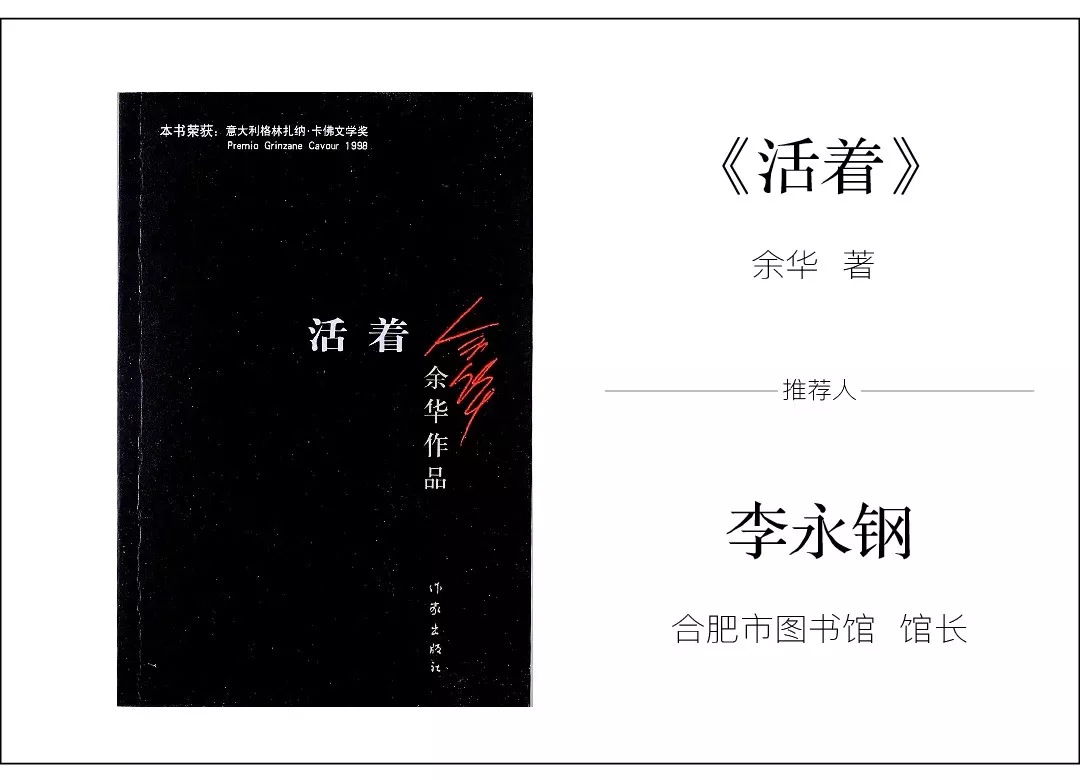 本书荣获：意大利格林扎纳·卡佛文学奖
Premio Grinzane Cavour 1998
活着
余华
余华作品
作家出版社
《活着》
余华 著
推荐人
李永钢
合肥市图书馆 馆长